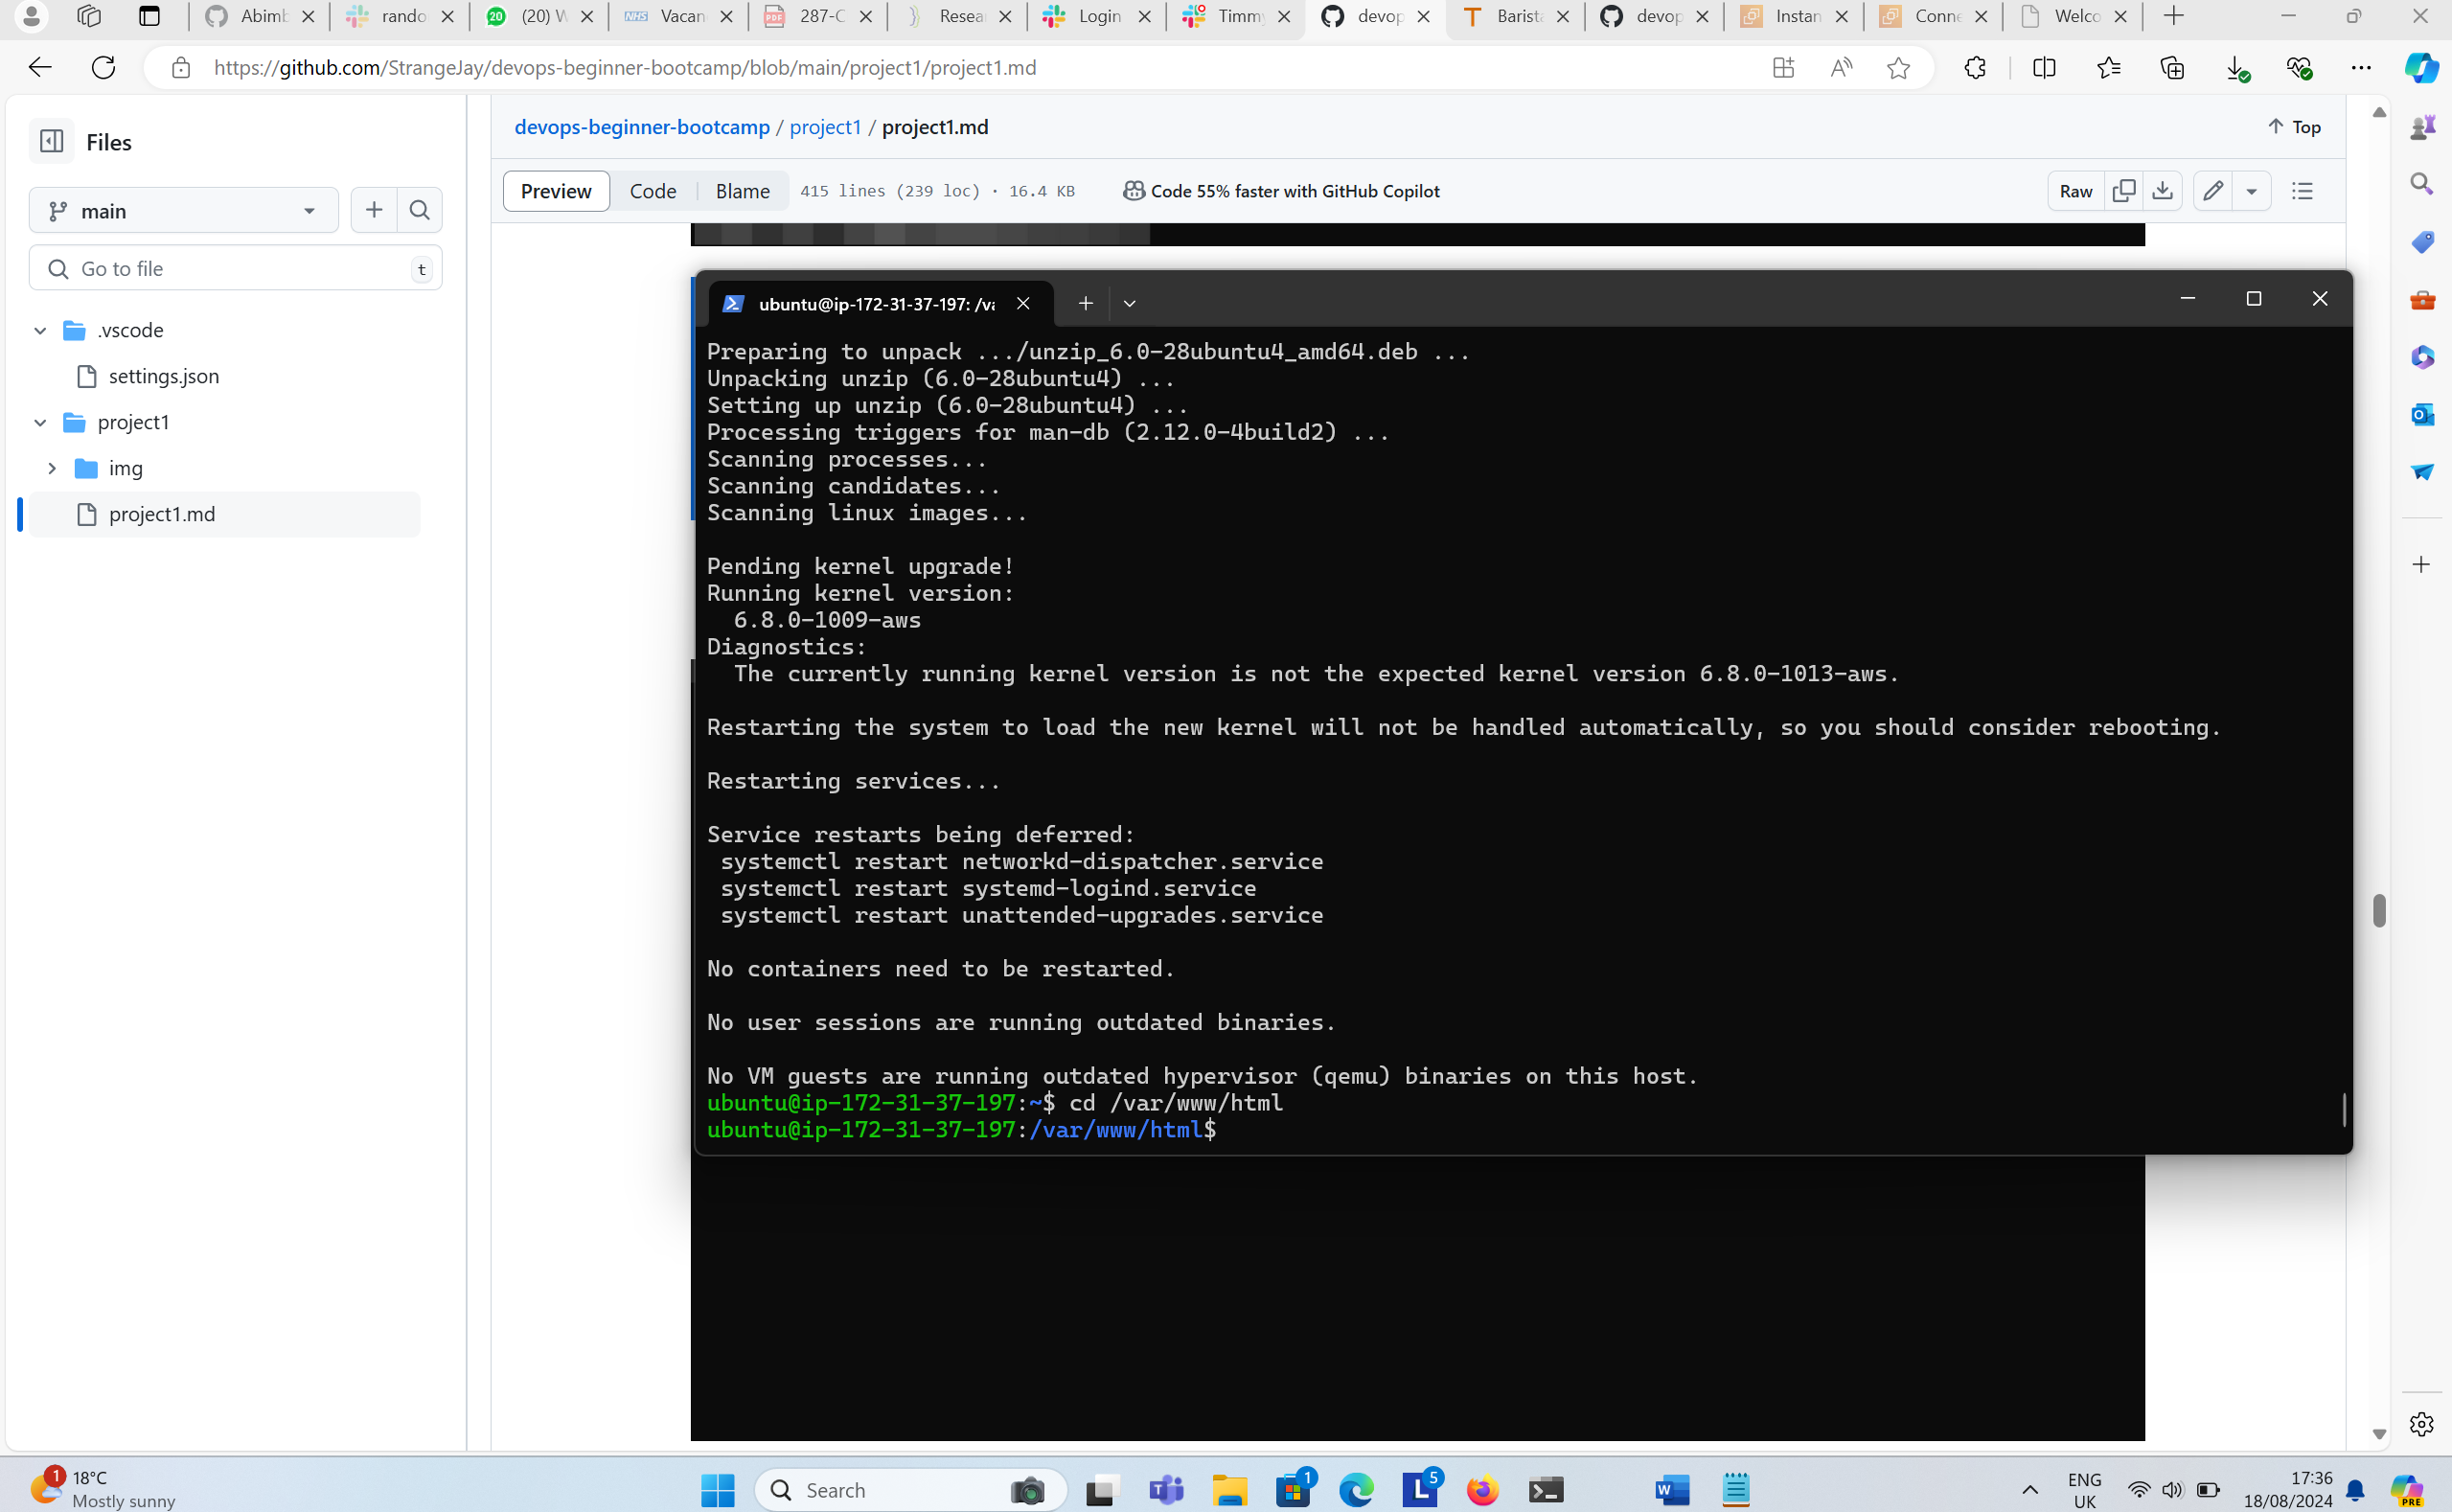 Abimb
rando
(20) W
Vacan
287-C
Resea
Login
Timmy
devop
Barista
devop
Instan
Conne
Welco
https://github.com/StrangeJay/devops-beginner-bootcamp/blob/main/project1/project1.md
Files
devops-beginner-bootcamp / project1 / project1.md
Top
main
Preview
Code
Blame
415 lines (239 loc) · 16.4 KB
Code 55% faster with GitHub Copilot
Raw
Go to file
t
.vscode
settings.json
project1
img
project1.md
ubuntu@ip-172-31-37-197: /va
Preparing to unpack .../unzip_6.0-28ubuntu4_amd64.deb ...
Unpacking unzip (6.0-28ubuntu4) ...
Setting up unzip (6.0-28ubuntu4) ...
Processing triggers for man-db (2.12.0-4build2) ...
Scanning processes...
Scanning candidates...
Scanning linux images...
Pending kernel upgrade!
Running kernel version:
6.8.0-1009-aws
Diagnostics:
The currently running kernel version is not the expected kernel version 6.8.0-1013-aws.
Restarting the system to load the new kernel will not be handled automatically, so you should consider rebooting.
Restarting services...
Service restarts being deferred:
systemctl restart networkd-dispatcher.service
systemctl restart systemd-logind.service
systemctl restart unattended-upgrades.service
No containers need to be restarted.
No user sessions are running outdated binaries.
No VM guests are running outdated hypervisor (qemu) binaries on this host.
ubuntu@ip-172-31-37-197:~$ cd /var/www/html
ubuntu@ip-172-31-37-197:/var/www/html$
1
18°C
Mostly sunny
Search
1
5
ENG
UK
17:36
18/08/2024
PRE